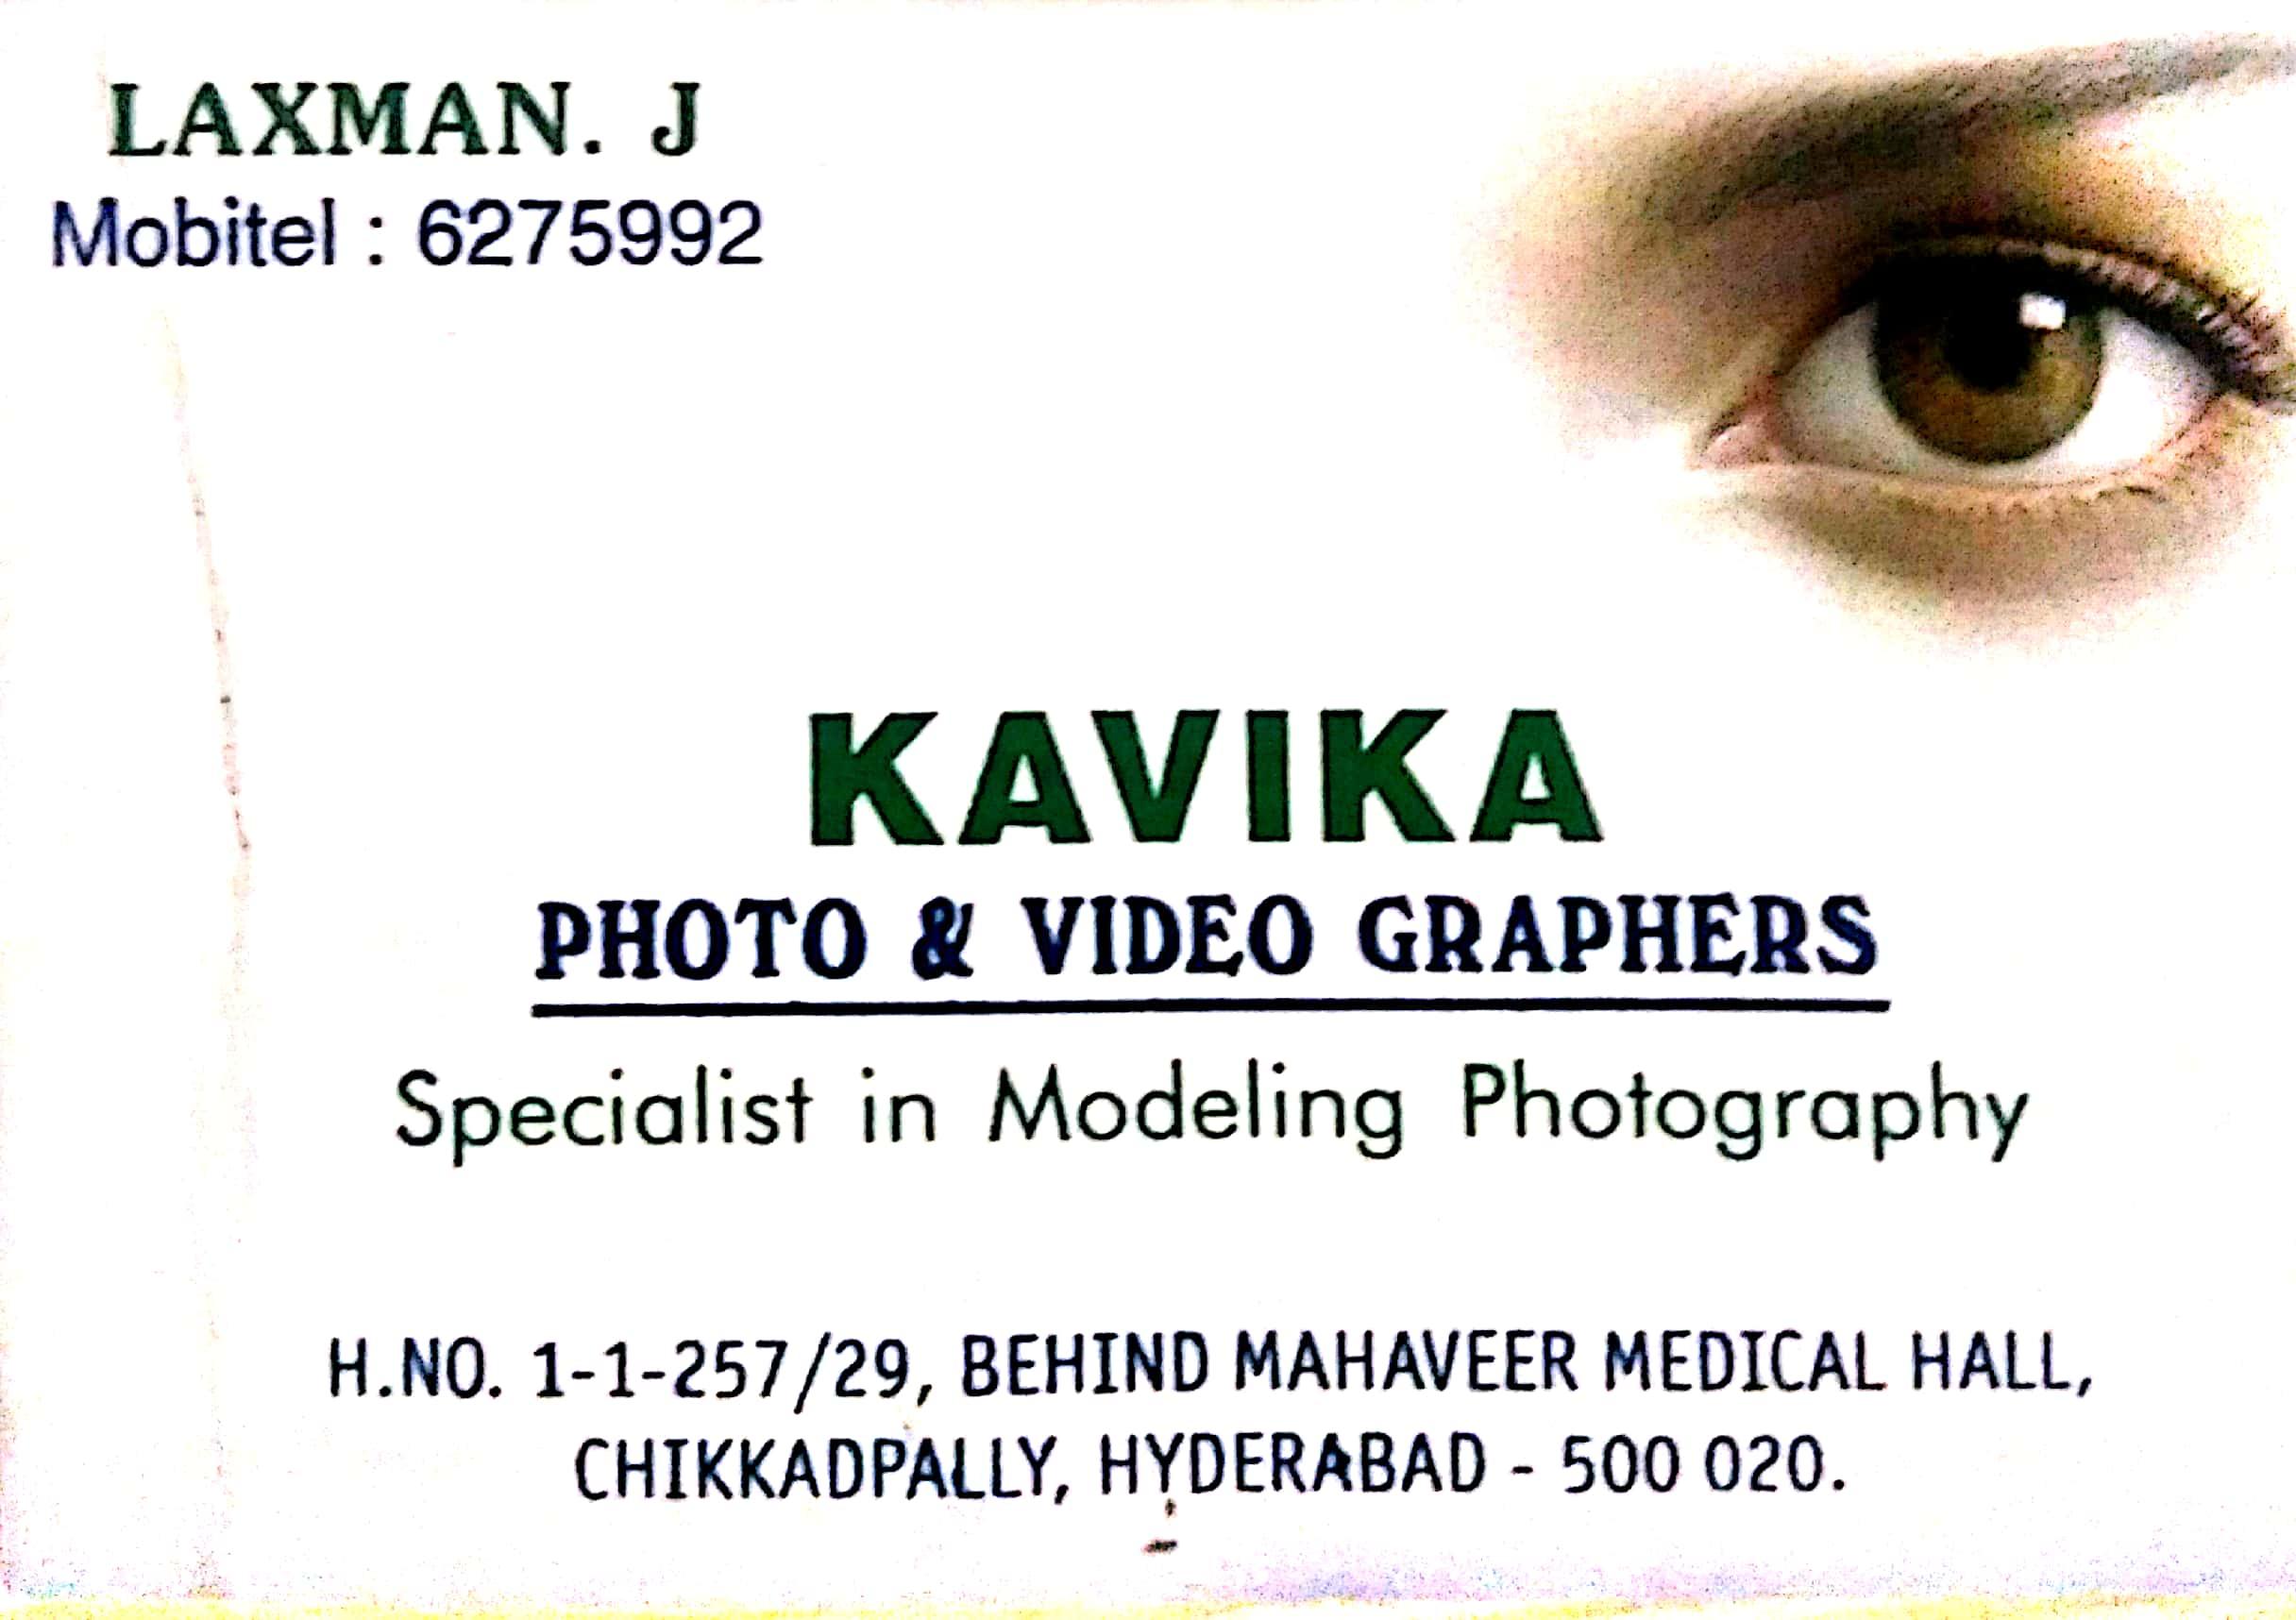 LAXMAN. J
Mobitel : 6275992
KAVIKA
PHOTO & VIDEO GRAPHERS
Specialist in Modeling Photography
H.NO. 1-1-257/29, BEHIND MAHAVEER MEDICAL HALL,
CHIKKADPALLY, HYDERABAD - 500 020.